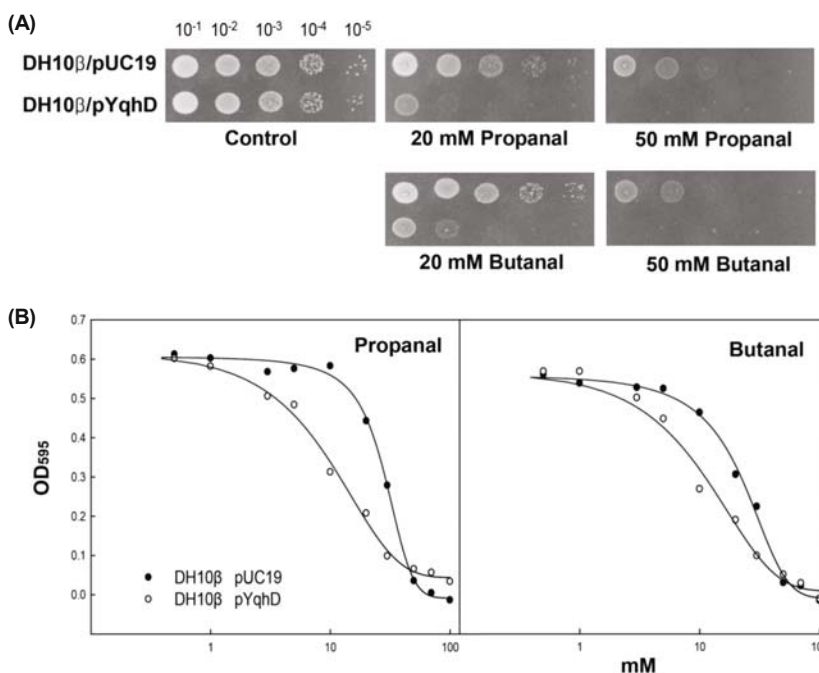 (A)
10⁻¹ 10⁻² 10⁻³ 10⁻⁴ 10⁻⁵
DH10β/pUC19
DH10β/pYqhD
Control
20 mM Propanal
50 mM Propanal
20 mM Butanal
50 mM Butanal
(B)
0.7
0.6
0.5
0.4
0.3
0.2
0.1
0.0
OD595
Propanal
Butanal
DH10β pUC19
DH10β pYqhD
1 10 100
1 10 100
mM